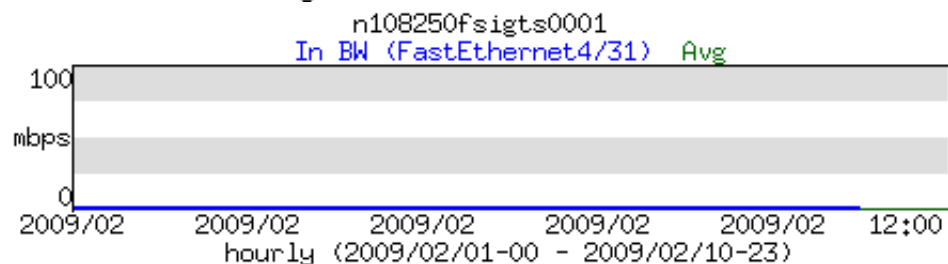 n108250fsigts0001
In BW (FastEthernet4/31) Avg
100
mbps
0
2009/02 2009/02 2009/02 2009/02 2009/02 12:00
hourly (2009/02/01-00 - 2009/02/10-23)